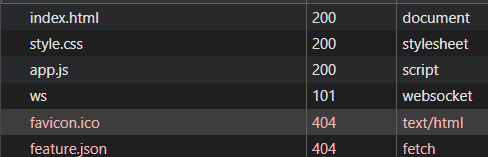 index.html 200 document
style.css 200 stylesheet
app.js 200 script
ws 101 websocket
favicon.ico 404 text/html
feature.json 404 fetch